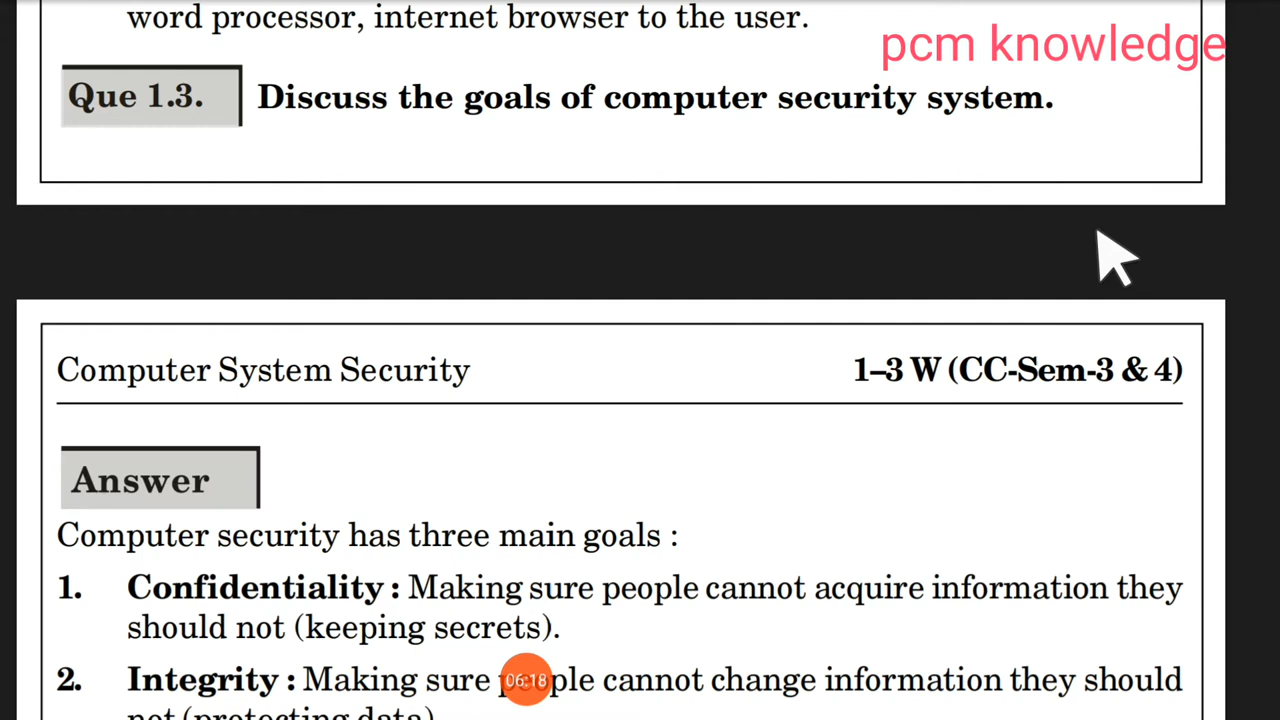 word processor, internet browser to the user.
pcm knowledge
Que 1.3. Discuss the goals of computer security system.
Computer System Security 1–3 W (CC-Sem-3 & 4)
Answer
Computer security has three main goals :
1. Confidentiality : Making sure people cannot acquire information they
should not (keeping secrets).
2. Integrity : Making sure people cannot change information they should
not (protecting data)
06:18